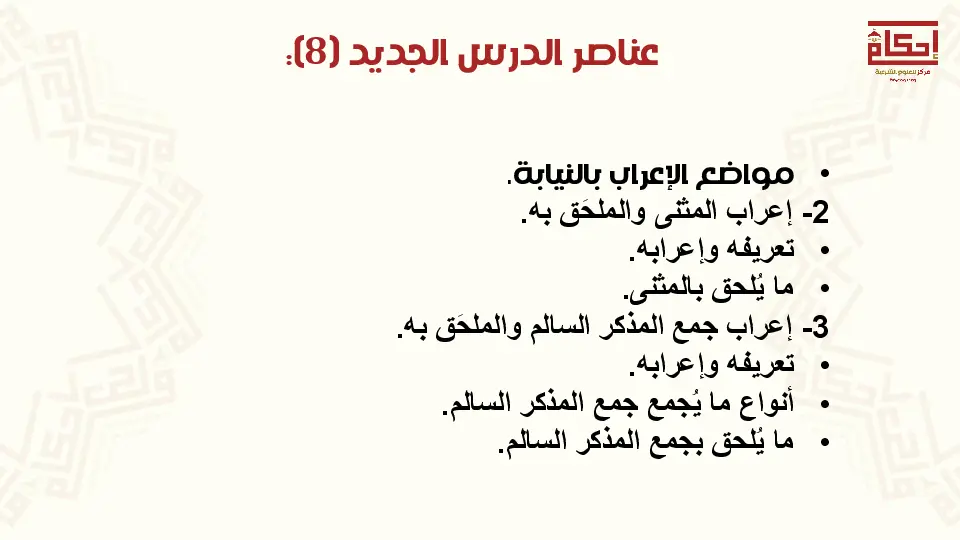 إحكام
مركز للعلوم الشرعية
عناصر الدرس الجديد (8):
• مواضع الإعراب بالنيابة.
2- إعراب المثنى والملحَق به.
• تعريفه وإعرابه.
• ما يُلحق بالمثنى.
3- إعراب جمع المذكر السالم والملحَق به.
• تعريفه وإعرابه.
• أنواع ما يُجمع جمع المذكر السالم.
• ما يُلحق بجمع المذكر السالم.